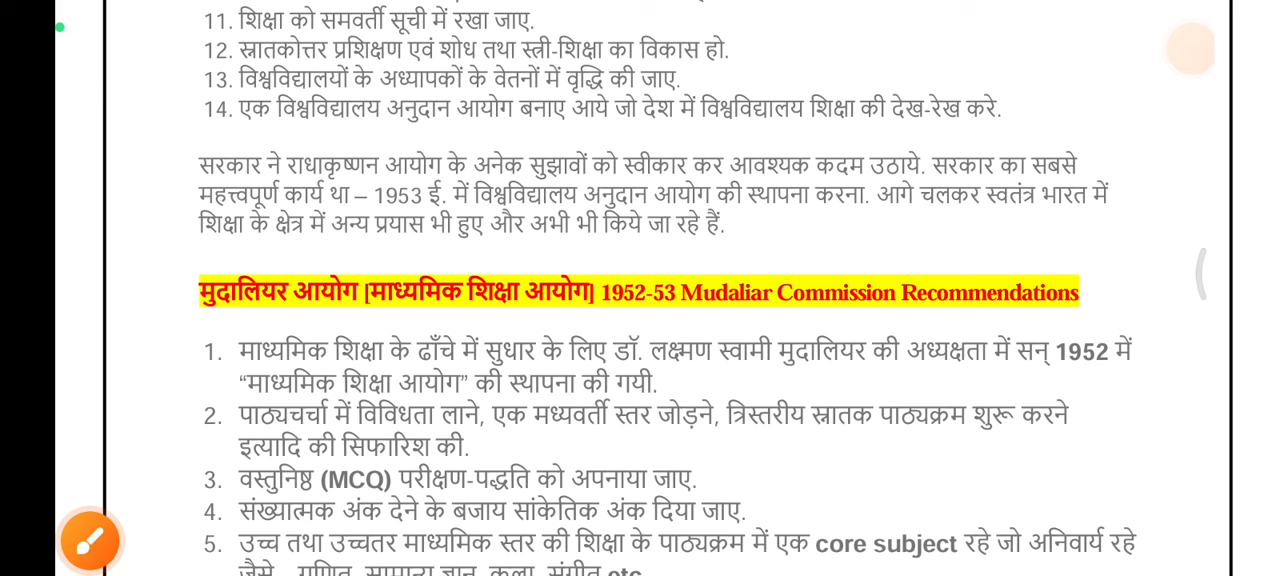 11. शिक्षा को समवर्ती सूची में रखा जाए.
12. स्नातकोत्तर प्रशिक्षण एवं शोध तथा स्त्री-शिक्षा का विकास हो.
13. विश्वविद्यालयों के अध्यापकों के वेतनों में वृद्धि की जाए.
14. एक विश्वविद्यालय अनुदान आयोग बनाए आये जो देश में विश्वविद्यालय शिक्षा की देख-रेख करे.
सरकार ने राधाकृष्णन आयोग के अनेक सुझावों को स्वीकार कर आवश्यक कदम उठाये. सरकार का सबसे
महत्त्वपूर्ण कार्य था – 1953 ई. में विश्वविद्यालय अनुदान आयोग की स्थापना करना. आगे चलकर स्वतंत्र भारत में
शिक्षा के क्षेत्र में अन्य प्रयास भी हुए और अभी भी किये जा रहे हैं.
मुदालियर आयोग [माध्यमिक शिक्षा आयोग] 1952-53 Mudaliar Commission Recommendations
1. माध्यमिक शिक्षा के ढाँचे में सुधार के लिए डॉ. लक्ष्मण स्वामी मुदालियर की अध्यक्षता में सन् 1952 में
“माध्यमिक शिक्षा आयोग” की स्थापना की गयी.
2. पाठ्यचर्चा में विविधता लाने, एक मध्यवर्ती स्तर जोड़ने, त्रिस्तरीय स्नातक पाठ्यक्रम शुरू करने
इत्यादि की सिफारिश की.
3. वस्तुनिष्ठ (MCQ) परीक्षण-पद्धति को अपनाया जाए.
4. संख्यात्मक अंक देने के बजाय सांकेतिक अंक दिया जाए.
5. उच्च तथा उच्चतर माध्यमिक स्तर की शिक्षा के पाठ्यक्रम में एक core subject रहे जो अनिवार्य रहे
जैसे – गणित, सामान्य ज्ञान, कला, संगीत etc